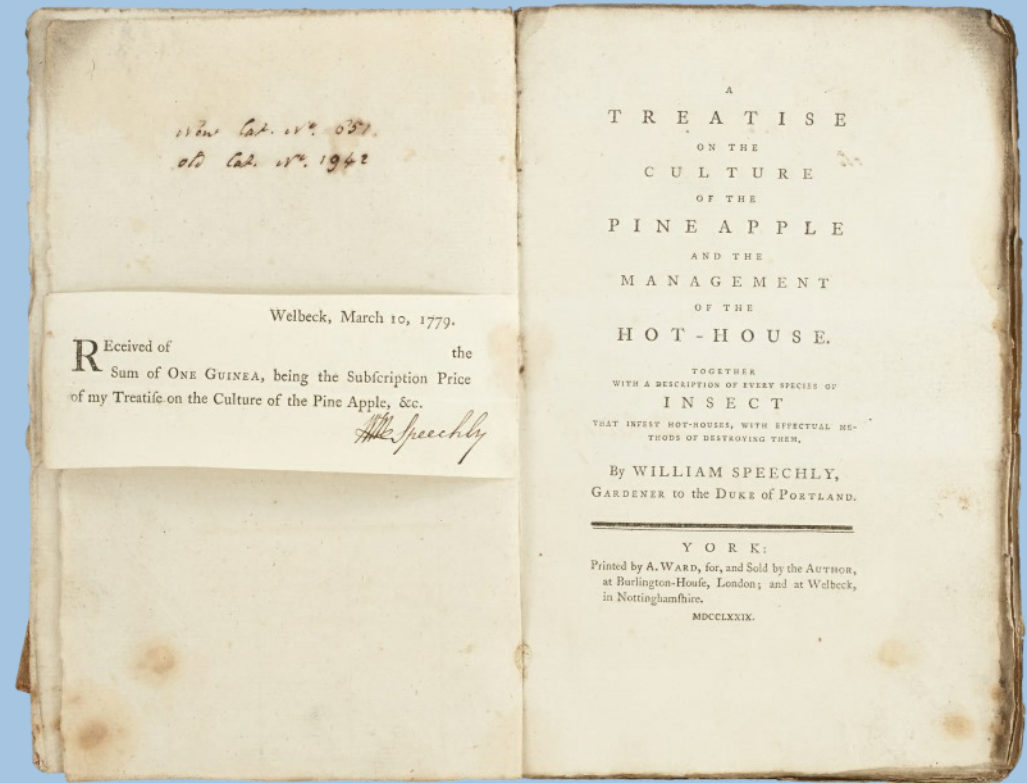 New Cat. No. 651
old Cat. No. 1942
Welbeck, March 10, 1779.
REceived of the
Sum of ONE GUINEA, being the Subſcription Price
of my Treatiſe on the Culture of the Pine Apple, &c.
Wm Speechly
A
TREATISE
ON THE
CULTURE
OF THE
PINE APPLE
AND THE
MANAGEMENT
OF THE
HOT-HOUSE.
TOGETHER
WITH A DESCRIPTION OF EVERY SPECIES OF
INSECT
THAT INFEST HOT-HOUSES, WITH EFFECTUAL ME-
THODS OF DESTROYING THEM,
By WILLIAM SPEECHLY,
GARDENER to the DUKE of PORTLAND.
YORK:
Printed by A. WARD, for, and Sold by the AUTHOR,
at Burlington-Houſe, London; and at Welbeck,
in Nottinghamſhire.
MDCCLXXIX.